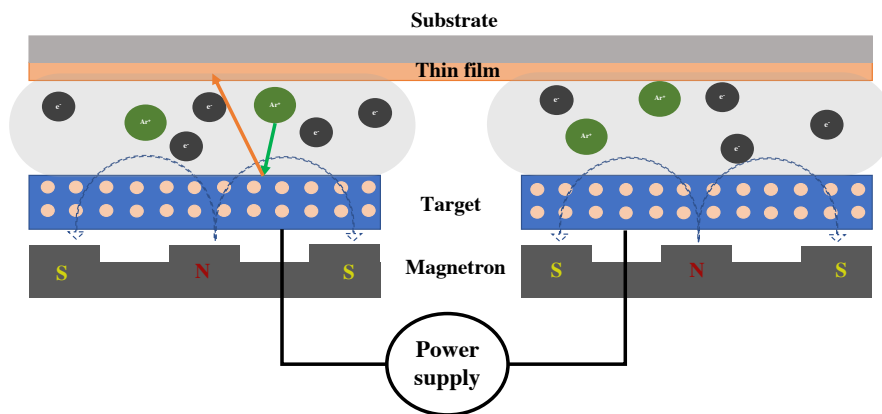 Substrate
Thin film
e-
e-
Ar+
e-
e-
e-
Ar+
e-
Ar+
e-
e-
Ar+
e-
Target
Magnetron
S
N
S
S
N
S
Power
supply